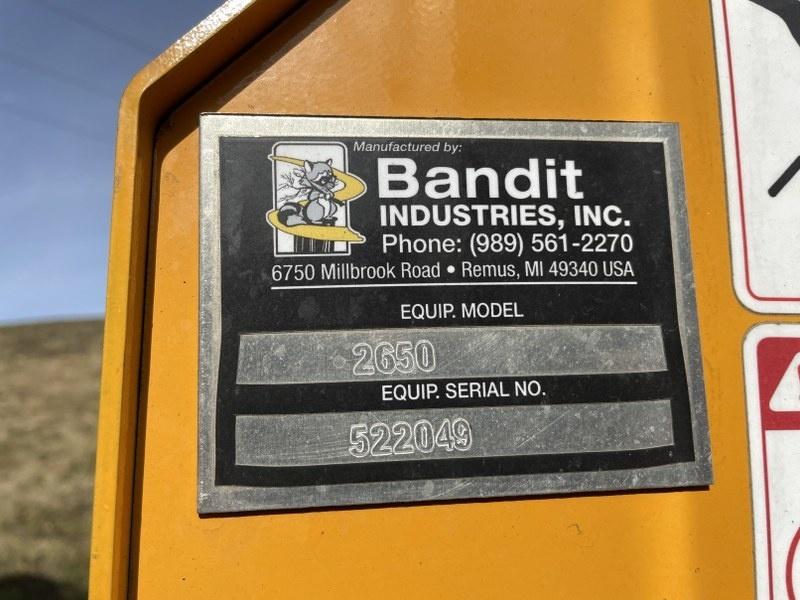 Manufactured by:
Bandit
INDUSTRIES, INC.
Phone: (989) 561-2270
6750 Millbrook Road • Remus, MI 49340 USA
EQUIP. MODEL
2650
EQUIP. SERIAL NO.
522049